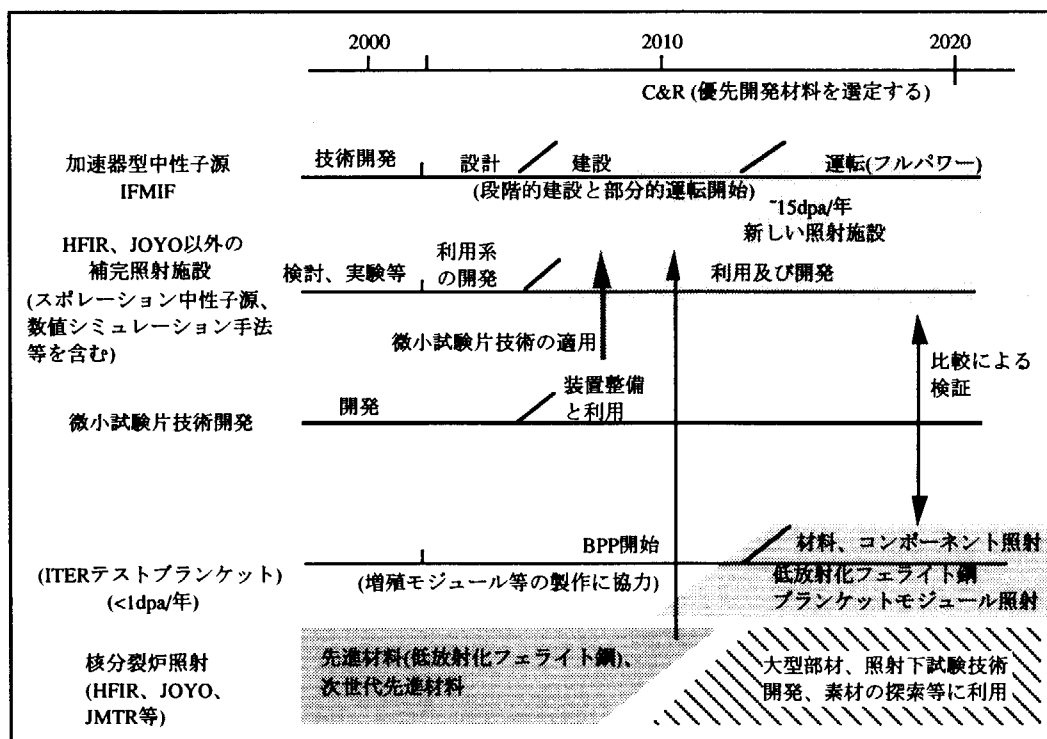 2000 2010 2020
C&R (優先開発材料を選定する)
加速器型中性子源
IFMIF
技術開発 設計 建設 運転(フルパワー)
(段階的建設と部分的運転開始)
~15dpa/年
新しい照射施設
HFIR、JOYO以外の
補完照射施設
(スポレーション中性子源、
数値シミュレーション手法
等を含む)
検討、実験等
利用系
の開発
利用及び開発
微小試験片技術の適用
比較による
検証
微小試験片技術開発
開発
装置整備
と利用
BPP開始
材料、コンポーネント照射
(ITERテストブランケット)
(<1dpa/年)
(増殖モジュール等の製作に協力)
低放射化フェライト鋼
ブランケットモジュール照射
核分裂炉照射
(HFIR、JOYO、
JMTR等)
先進材料(低放射化フェライト鋼)、
次世代先進材料
大型部材、照射下試験技術
開発、素材の探索等に利用